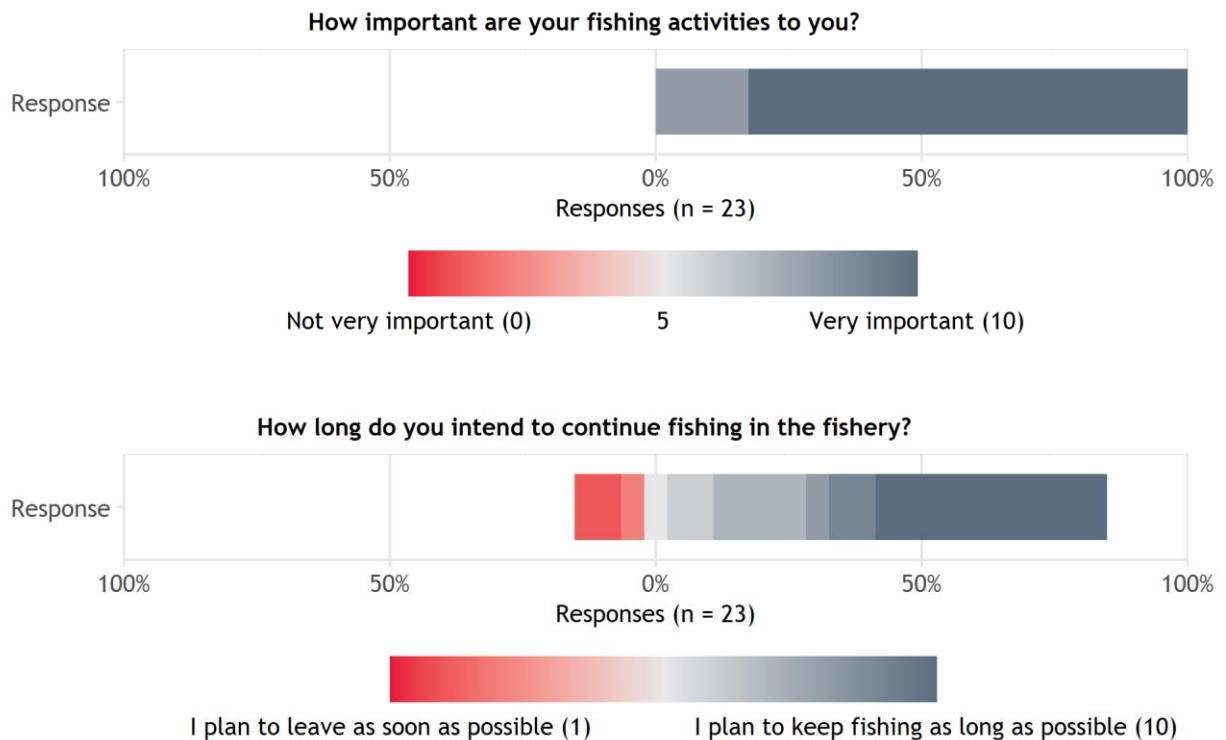 How important are your fishing activities to you?
Response
100% 50% 0% 50% 100%
Responses (n = 23)
Not very important (0) 5 Very important (10)
How long do you intend to continue fishing in the fishery?
Response
100% 50% 0% 50% 100%
Responses (n = 23)
I plan to leave as soon as possible (1) I plan to keep fishing as long as possible (10)